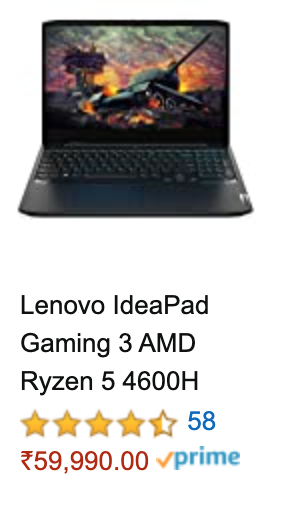 Lenovo IdeaPad
Gaming 3 AMD
Ryzen 5 4600H
58
₹59,990.00 prime